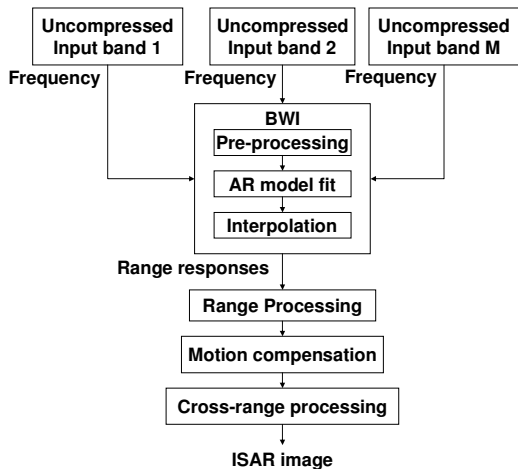 Uncompressed
Input band 1
Uncompressed
Input band 2
Uncompressed
Input band M
Frequency
Frequency
Frequency
BWI
Pre-processing
AR model fit
Interpolation
Range responses
Range Processing
Motion compensation
Cross-range processing
ISAR image